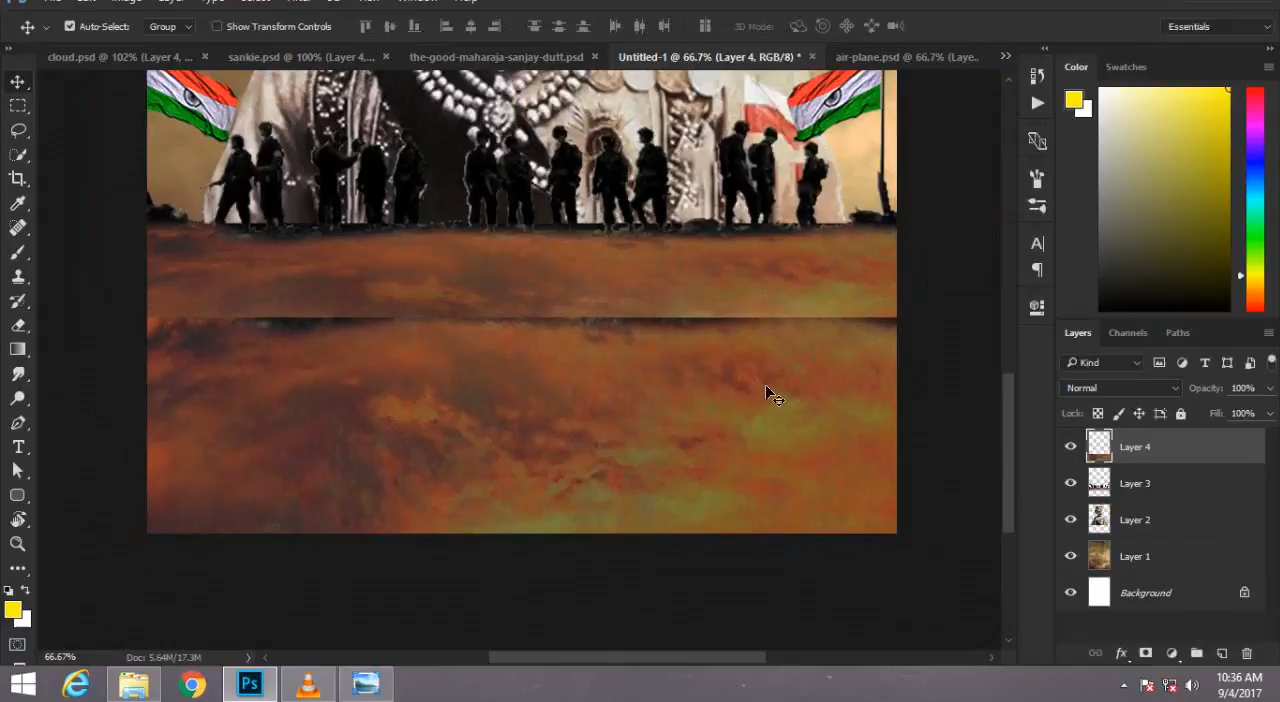 Auto-Select: Group Show Transform Controls 3D Mode: Essentials
cloud.psd @ 102% (Layer 4, ... × sankie.psd @ 100% (Layer 4,... × the-good-maharaja-sanjay-dutt.psd × Untitled-1 @ 66.7% (Layer 4, RGB/8) * × air-plane.psd @ 66.7% (Laye..
Color Swatches
Layers Channels Paths
Kind
Normal Opacity: 100%
Lock: Fill: 100%
Layer 4
Layer 3
Layer 2
Layer 1
Background
66.67% Doc: 5.64M/17.3M
Ps
10:36 AM
9/4/2017